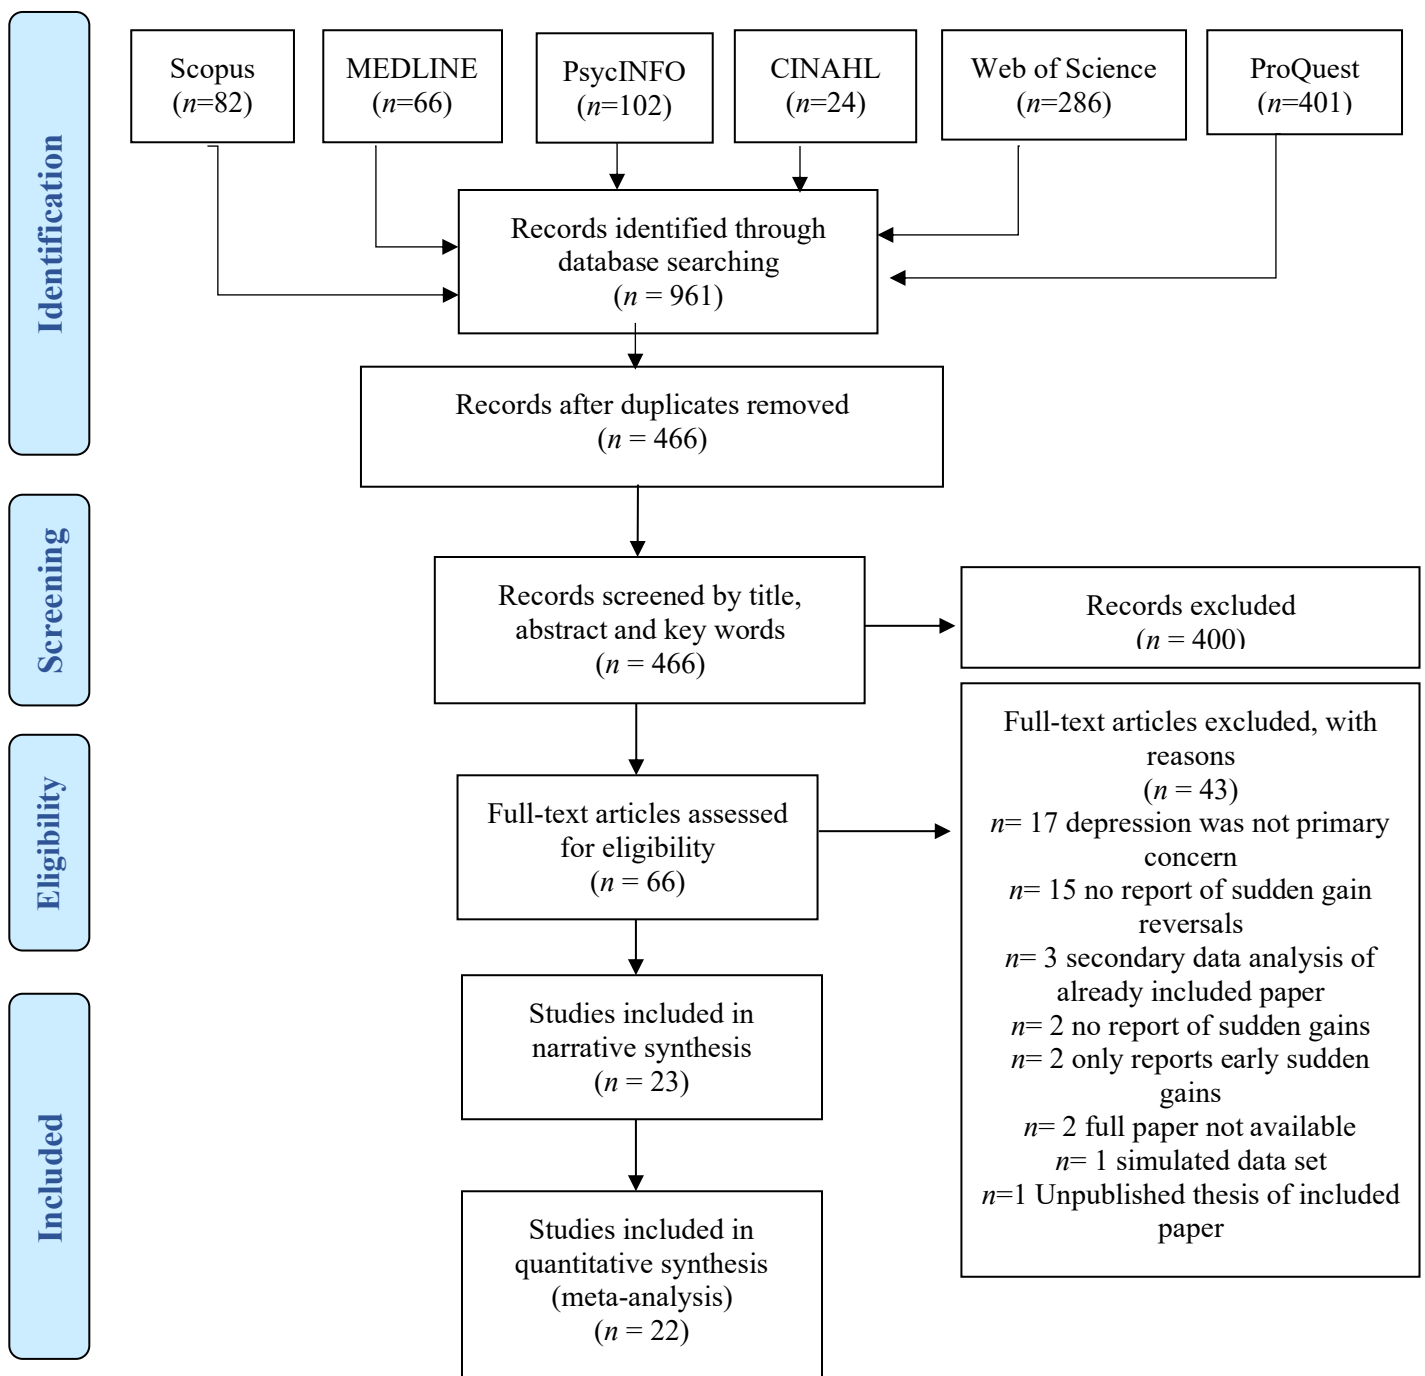 Identification
Scopus
(n=82)
MEDLINE
(n=66)
PsycINFO
(n=102)
CINAHL
(n=24)
Web of Science
(n=286)
ProQuest
(n=401)
Records identified through
database searching
(n = 961)
Records after duplicates removed
(n = 466)
Screening
Records screened by title,
abstract and key words
(n = 466)
Records excluded
(n = 400)
Eligibility
Full-text articles assessed
for eligibility
(n = 66)
Full-text articles excluded, with
reasons
(n = 43)
n= 17 depression was not primary
concern
n= 15 no report of sudden gain
reversals
n= 3 secondary data analysis of
already included paper
n= 2 no report of sudden gains
n= 2 only reports early sudden
gains
n= 2 full paper not available
n= 1 simulated data set
n=1 Unpublished thesis of included
paper
Included
Studies included in
narrative synthesis
(n = 23)
Studies included in
quantitative synthesis
(meta-analysis)
(n = 22)